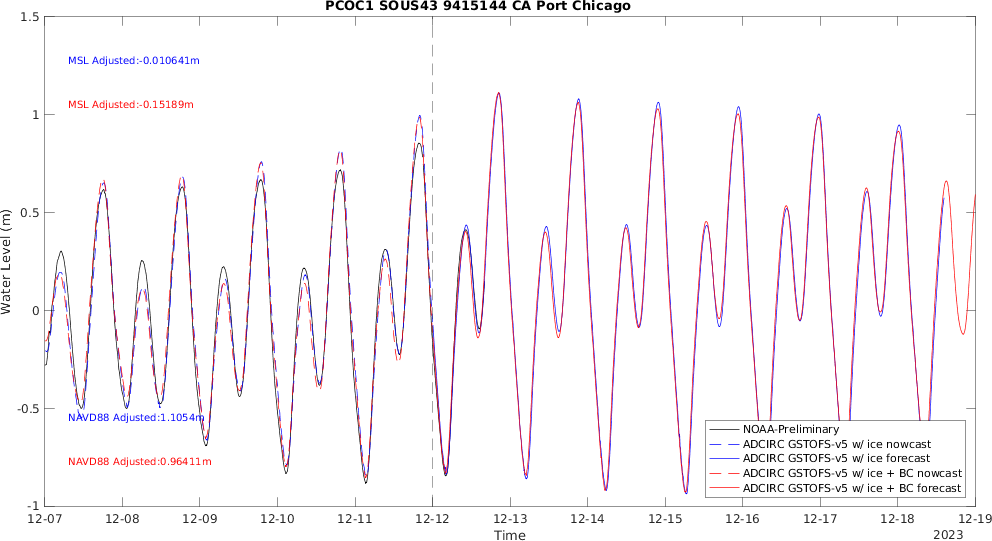 PCOC1 SOUS43 9415144 CA Port Chicago
1.5
MSL Adjusted:-0.010641m
1
MSL Adjusted:-0.15189m
0.5
Water Level (m)
0
-0.5
NAVD88 Adjusted:1.1054m
NAVD88 Adjusted:0.96411m
-1
NOAA-Preliminary
ADCIRC GSTOFS-v5 w/ ice nowcast
ADCIRC GSTOFS-v5 w/ ice forecast
ADCIRC GSTOFS-v5 w/ ice + BC nowcast
ADCIRC GSTOFS-v5 w/ ice + BC forecast
12-07 12-08 12-09 12-10 12-11 12-12 12-13 12-14 12-15 12-16 12-17 12-18 12-19
Time
2023